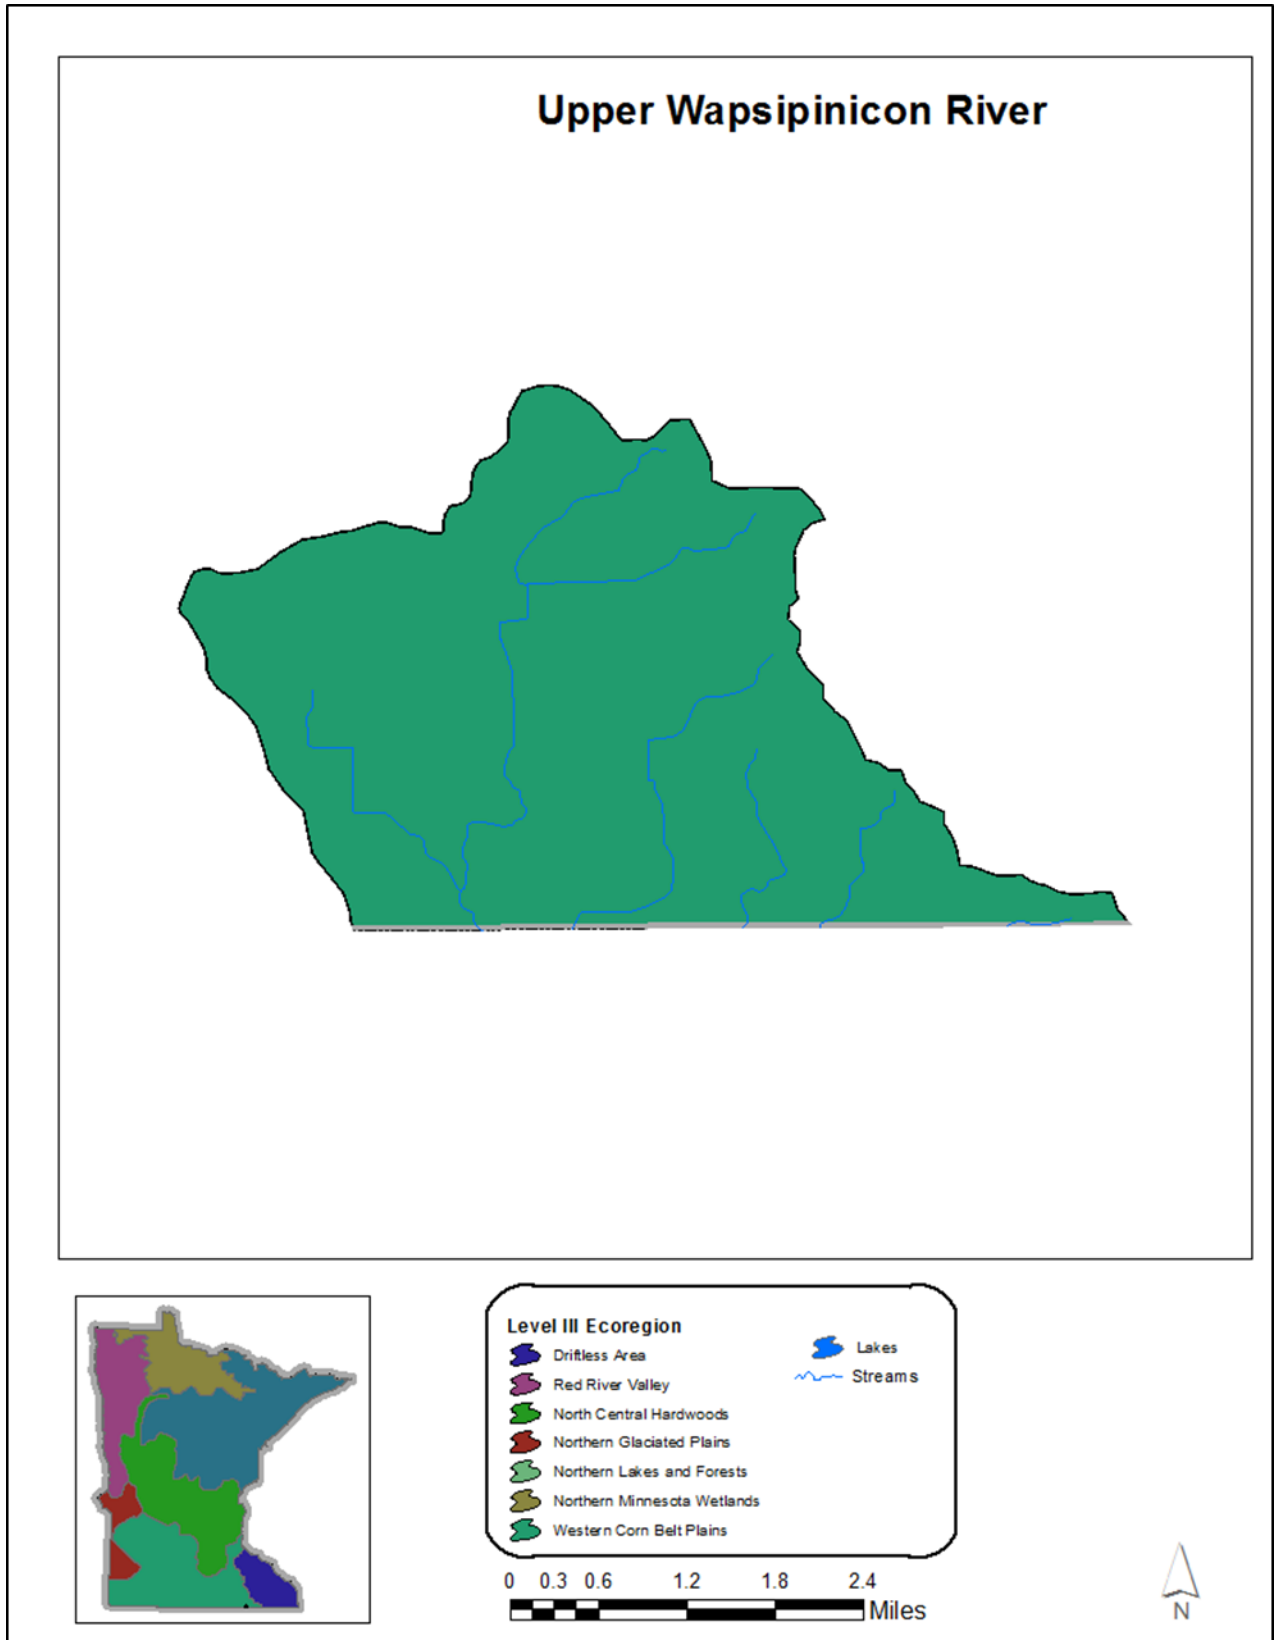 Upper Wapsipinicon River
Level III Ecoregion
Driftless Area
Red River Valley
North Central Hardwoods
Northern Glaciated Plains
Northern Lakes and Forests
Northern Minnesota Wetlands
Western Corn Belt Plains
Lakes
Streams
0 0.3 0.6 1.2 1.8 2.4
Miles
N